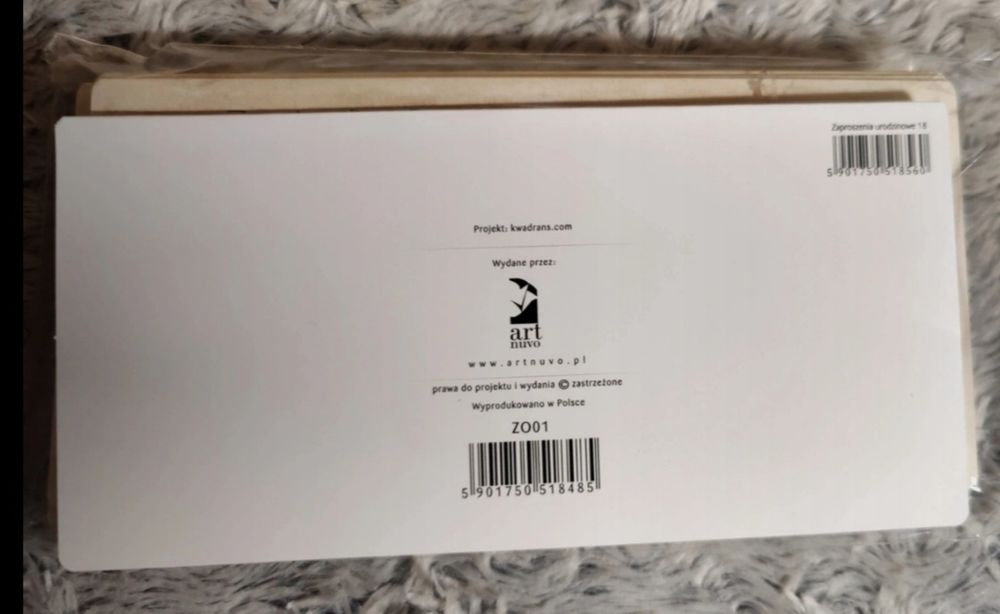 Zaproszenia urodzinowe 18
5 901750 518560
Projekt: kwadrans.com
Wydane przez:
art
nuvo
www.artnuvo.pl
prawa do projektu i wydania © zastrzeżone
Wyprodukowano w Polsce
ZO01
5 901750 518485